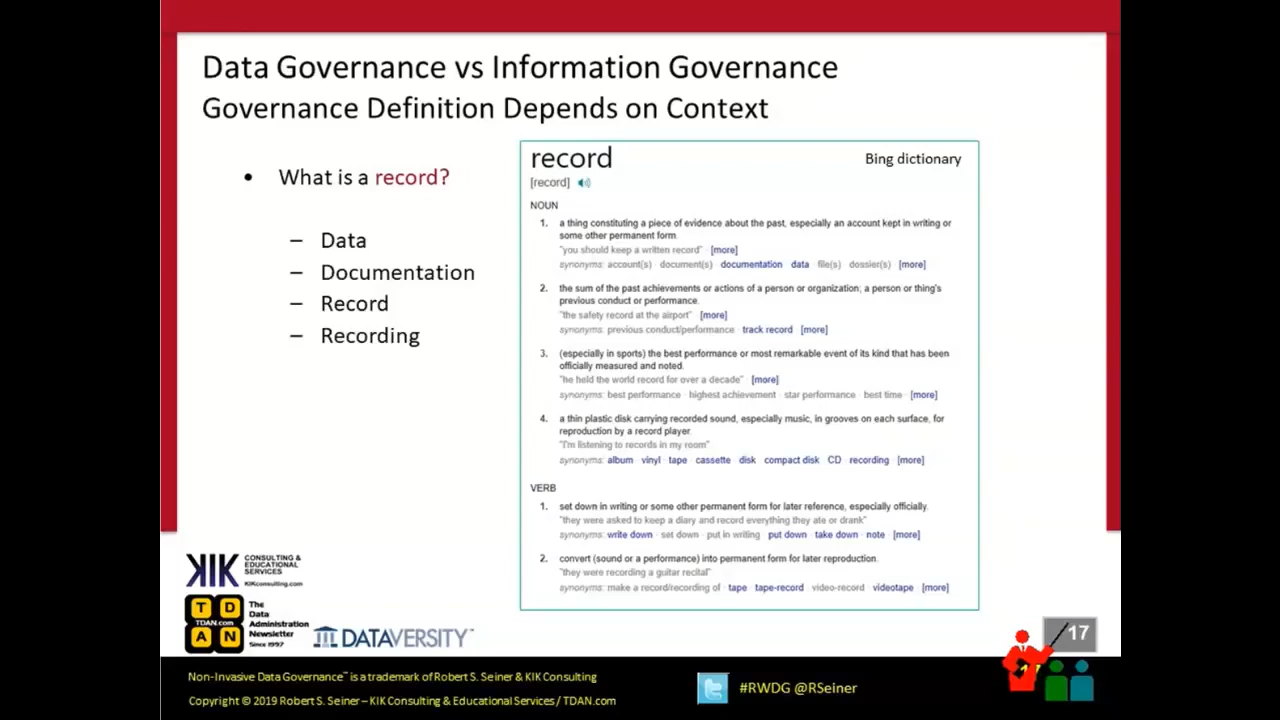 Data Governance vs Information Governance
Governance Definition Depends on Context
• What is a record?
– Data
– Documentation
– Record
– Recording
record
Bing dictionary
[record]
NOUN
1. a thing constituting a piece of evidence about the past, especially an account kept in writing or
some other permanent form.
"you should keep a written record" [more]
synonyms: account(s) · document(s) · documentation · data · file(s) · dossier(s) · [more]
2. the sum of the past achievements or actions of a person or organization; a person or thing's
previous conduct or performance.
"the safety record at the airport" [more]
synonyms: previous conduct/performance · track record · [more]
3. (especially in sports) the best performance or most remarkable event of its kind that has been
officially measured and noted.
"he held the world record for over a decade" [more]
synonyms: best performance · highest achievement · star performance · best time · [more]
4. a thin plastic disk carrying recorded sound, especially music, in grooves on each surface, for
reproduction by a record player.
"I'm listening to records in my room"
synonyms: album · vinyl · tape · cassette · disk · compact disk · CD · recording · [more]
VERB
1. set down in writing or some other permanent form for later reference, especially officially.
"they were asked to keep a diary and record everything they ate or drank"
synonyms: write down · set down · put in writing · put down · take down · note · [more]
2. convert (sound or a performance) into permanent form for later reproduction.
"they were recording a guitar recital"
synonyms: make a record/recording of · tape · tape-record · video-record · videotape · [more]
KIK
CONSULTING &
EDUCATIONAL
SERVICES
KIKconsulting.com
T D
TDAN.com
A N
The
Data
Administration
Newsletter
Since 1997
DATAVERSITY™
17
Non-Invasive Data Governance™ is a trademark of Robert S. Seiner & KIK Consulting
Copyright © 2019 Robert S. Seiner – KIK Consulting & Educational Services / TDAN.com
#RWDG @RSeiner